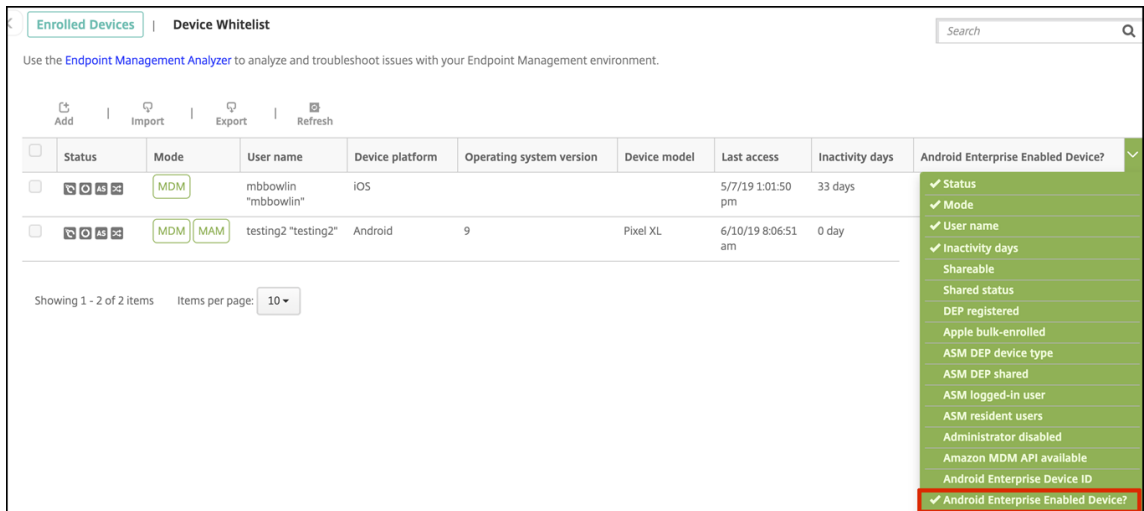 Enrolled Devices | Device Whitelist
Search
Use the Endpoint Management Analyzer to analyze and troubleshoot issues with your Endpoint Management environment.
Add | Import | Export | Refresh
Status Mode User name Device platform Operating system version Device model Last access Inactivity days Android Enterprise Enabled Device?
AS MDM mbbowlin iOS 5/7/19 1:01:50 33 days
"mbbowlin" pm
AS MDM MAM testing2 "testing2" Android 9 Pixel XL 6/10/19 8:06:51 0 day
am
Showing 1 - 2 of 2 items Items per page: 10
Status
Mode
User name
Inactivity days
Shareable
Shared status
DEP registered
Apple bulk-enrolled
ASM DEP device type
ASM DEP shared
ASM logged-in user
ASM resident users
Administrator disabled
Amazon MDM API available
Android Enterprise Device ID
Android Enterprise Enabled Device?